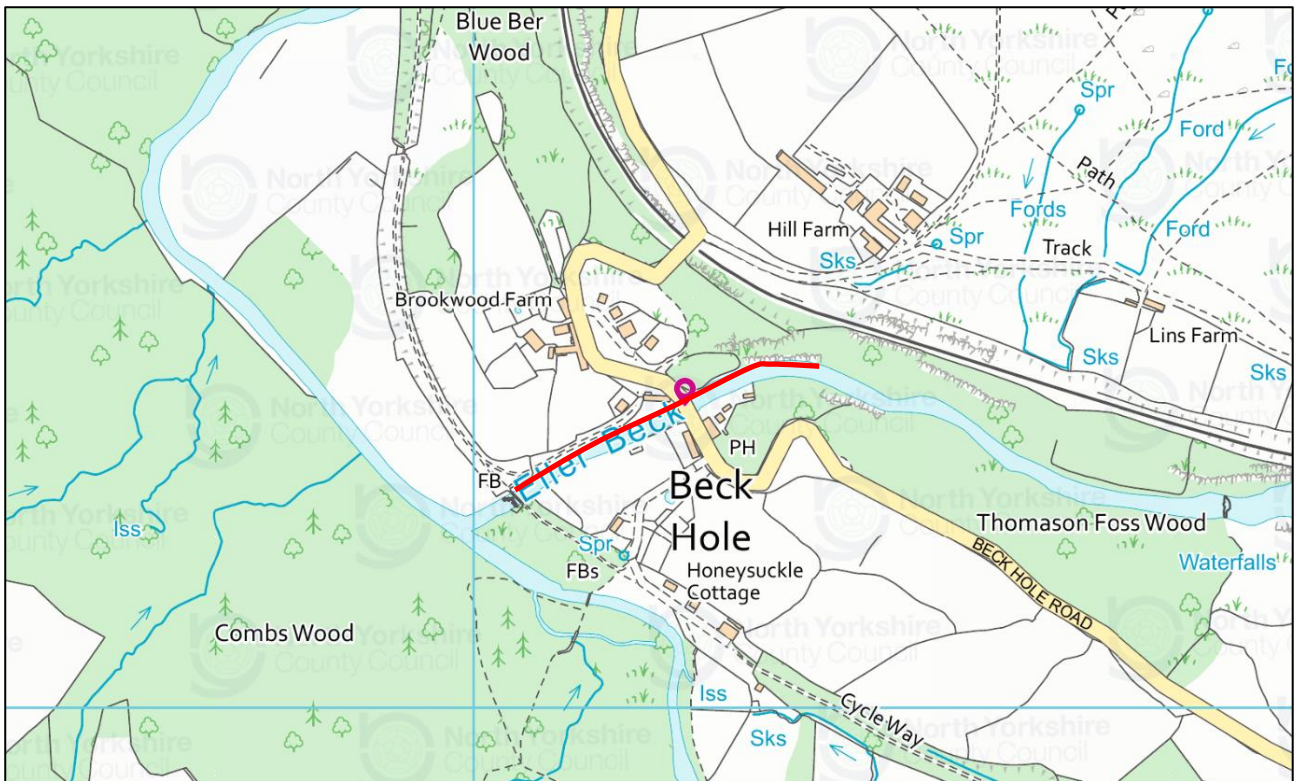 Blue Ber
Wood
Spr
Ford
Path
Hill Farm
Fords
Ford
Spr
Track
Sks
Brookwood Farm
Lins Farm
Sks
Sks
Eller Beck
PH
FB
Beck
Hole
Thomason Foss Wood
Iss
Spr
FBs
Honeysuckle
Cottage
Waterfalls
BECK HOLE ROAD
Combs Wood
Iss
Cycle Way
Sks
North Yorkshire
County Council